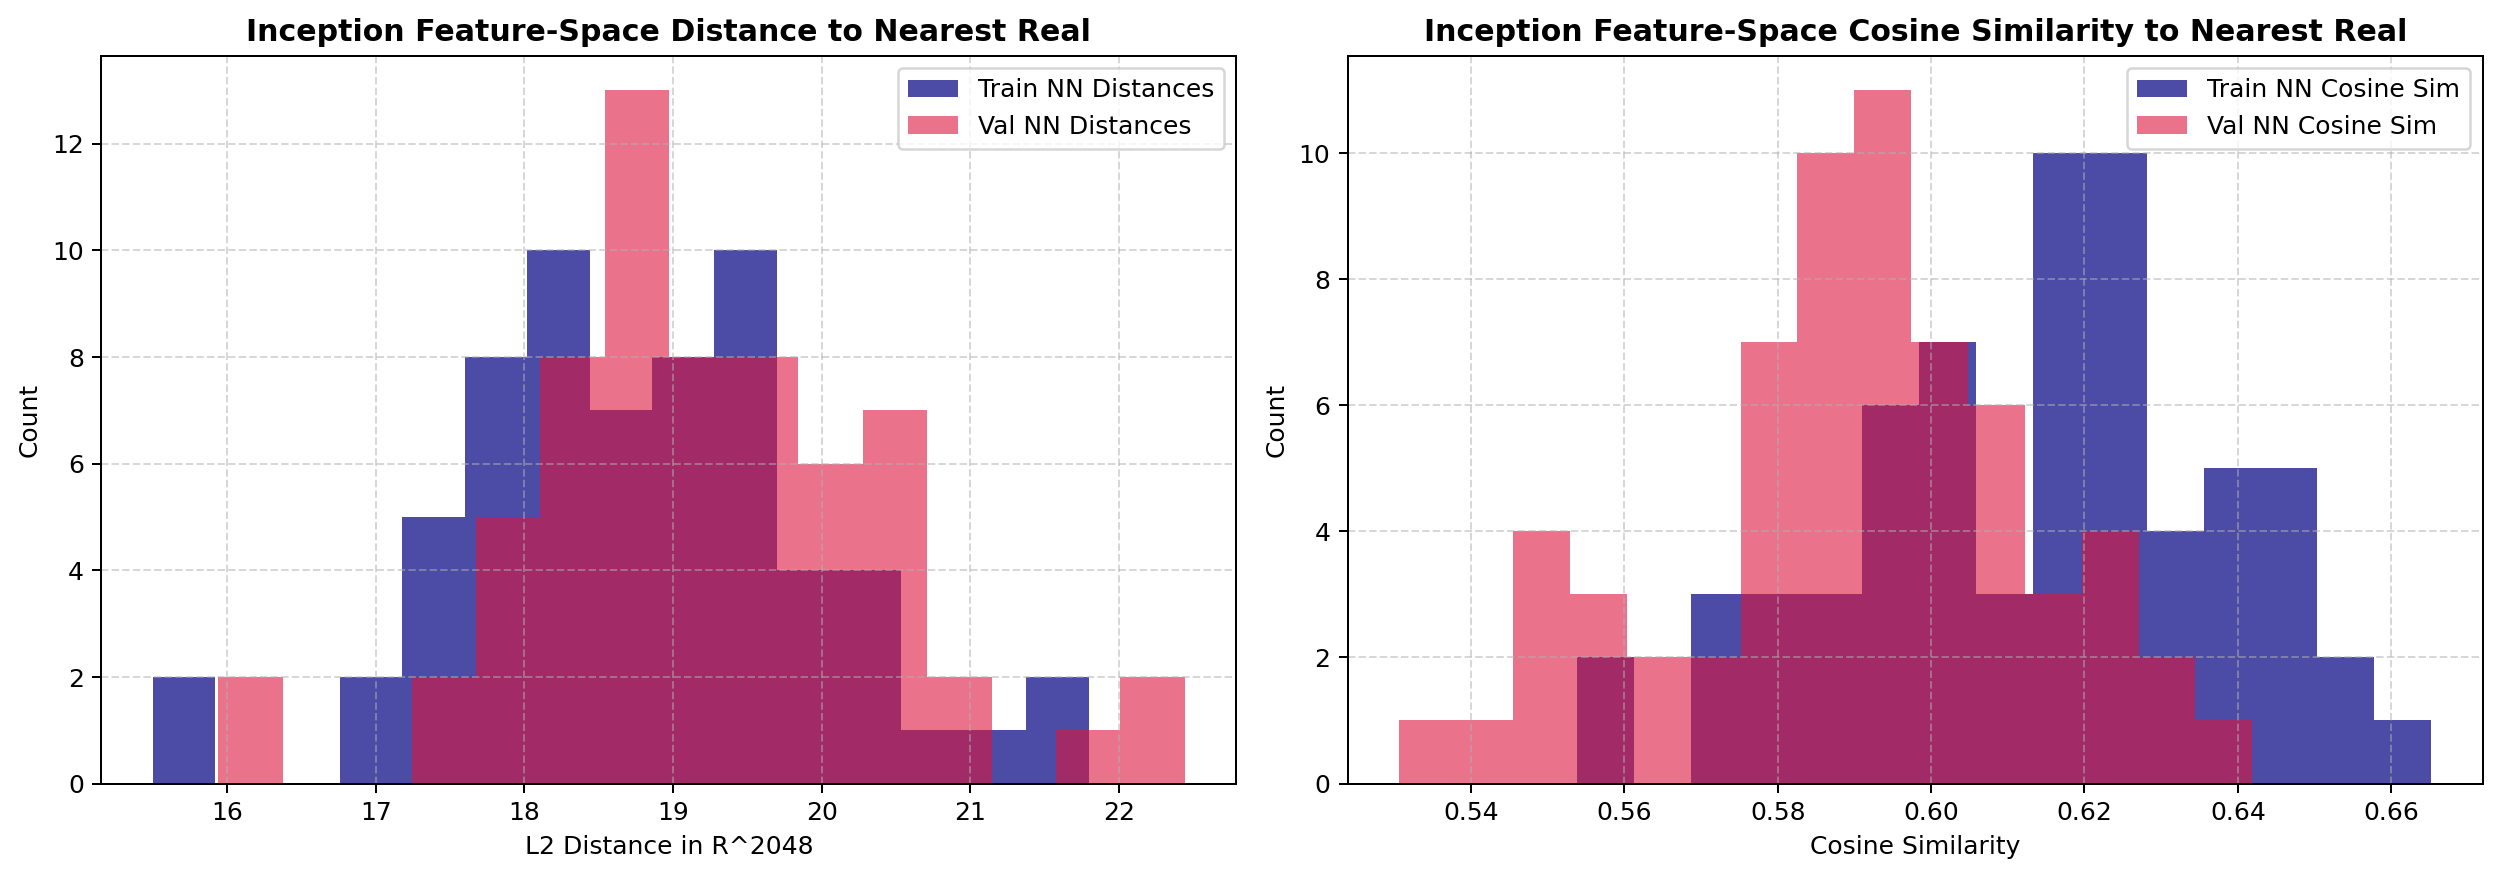 Inception Feature-Space Distance to Nearest Real
Train NN Distances
Val NN Distances
Count
12
10
8
6
4
2
0
16 17 18 19 20 21 22
L2 Distance in R^2048
Inception Feature-Space Cosine Similarity to Nearest Real
Train NN Cosine Sim
Val NN Cosine Sim
Count
10
8
6
4
2
0
0.54 0.56 0.58 0.60 0.62 0.64 0.66
Cosine Similarity